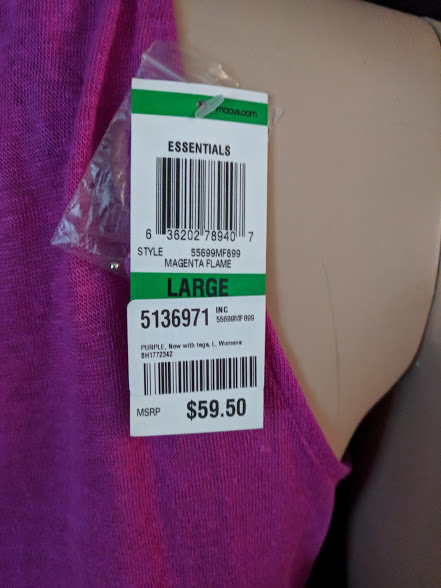 macys.com
ESSENTIALS
6 36202 78940 7
STYLE 55699MF899
MAGENTA FLAME
LARGE
5136971 INC
55699MF899
PURPLE, New with tags, L, Womens
BH1772342
MSRP $59.50